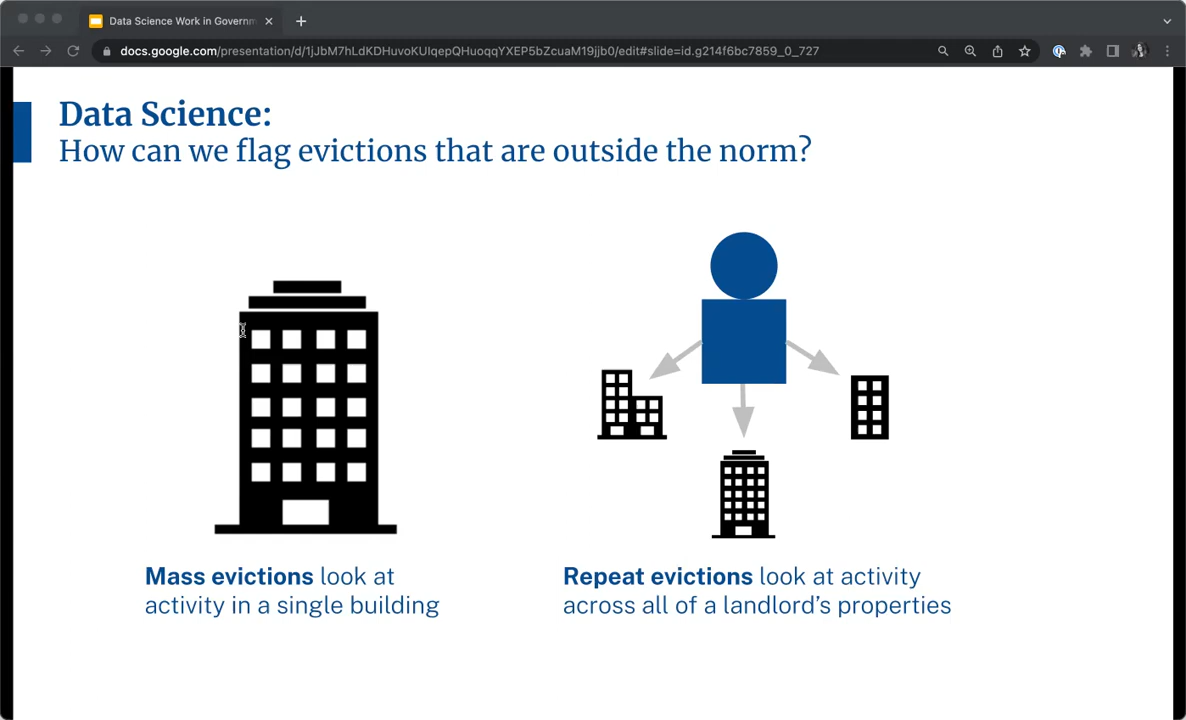 Data Science Work in Governm
docs.google.com/presentation/d/1jJbM7hLdKDHuvoKUIqepQHuoqqYXEP5bZcuaM19jjb0/edit#slide=id.g214f6bc7859_0_727
Data Science:
How can we flag evictions that are outside the norm?
Mass evictions look at
activity in a single building
Repeat evictions look at activity
across all of a landlord's properties